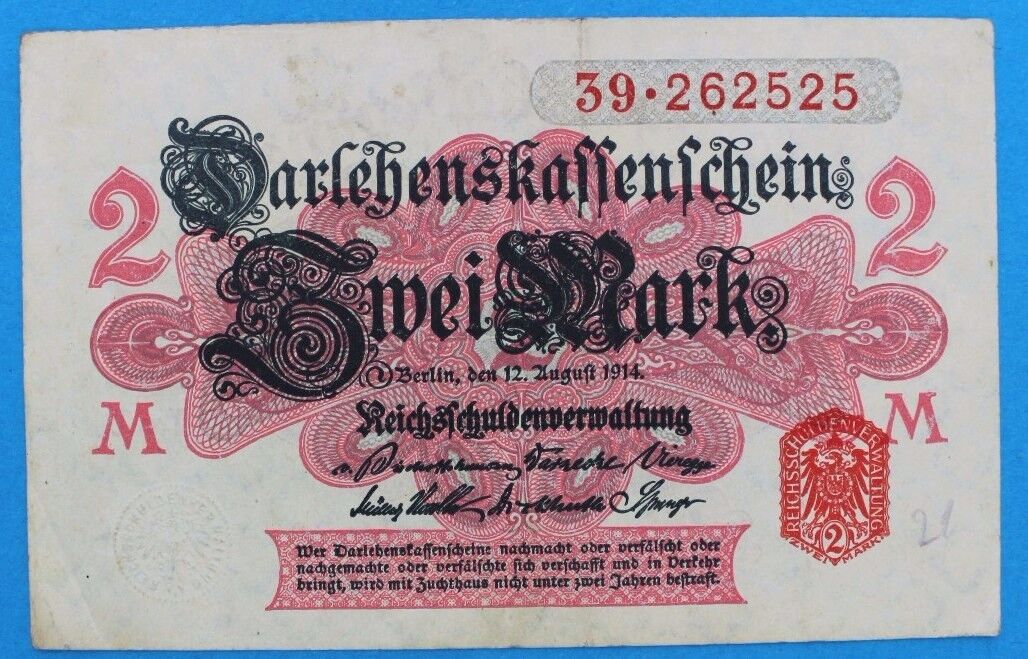 39·262525
Darlehenskassenschein
2 2
Zwei Mark
Berlin, den 12. August 1914.
M M
Reichsschuldenverwaltung
REICHSSCHULDENVERWALTUNG
2
ZWEI MARK
Wer Darlehenskassenscheine nachmacht oder verfälscht oder
nachgemachte oder verfälschte sich verschafft und in Verkehr
bringt, wird mit Zuchthaus nicht unter zwei Jahren bestraft.